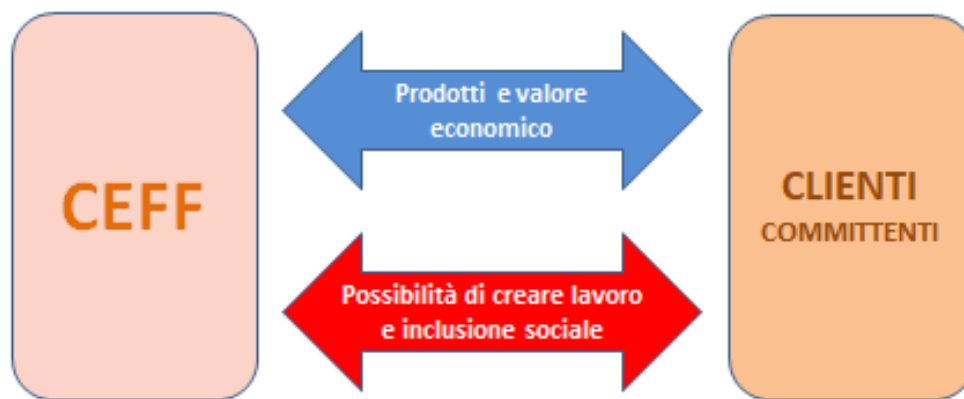 CEFF
Prodotti e valore
economico
Possibilità di creare lavoro
e inclusione sociale
CLIENTI
COMMITTENTI